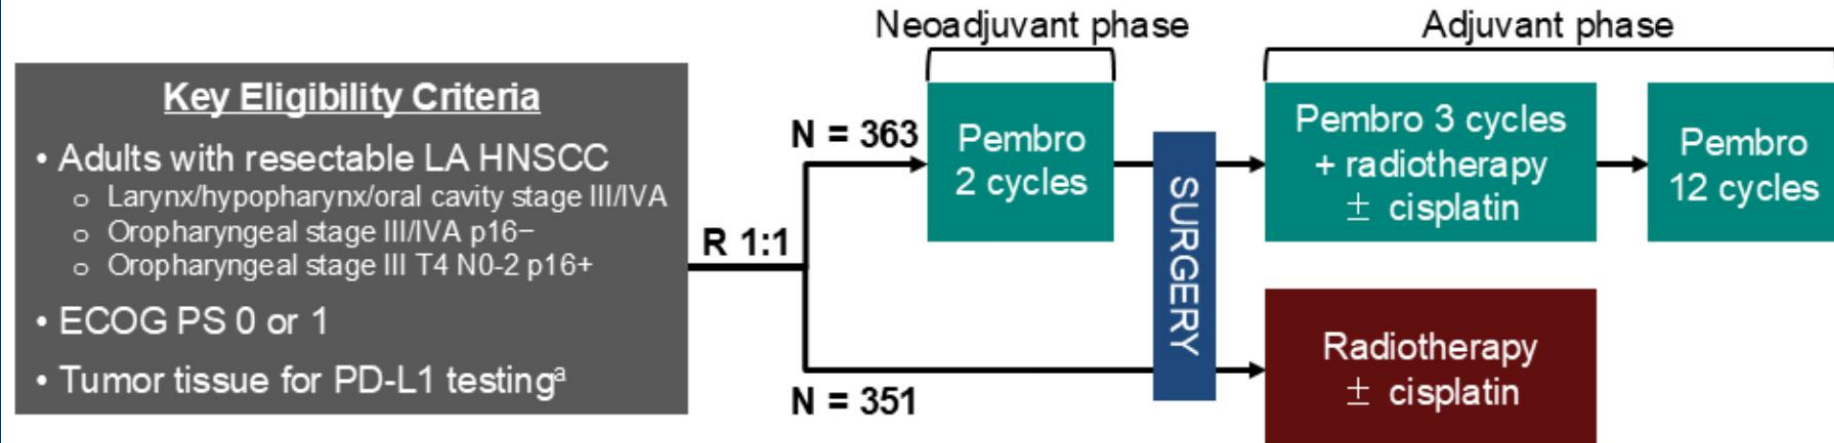 Key Eligibility Criteria
• Adults with resectable LA HNSCC
o Larynx/hypopharynx/oral cavity stage III/IVA
o Oropharyngeal stage III/IVA p16−
o Oropharyngeal stage III T4 N0-2 p16+
• ECOG PS 0 or 1
• Tumor tissue for PD-L1 testingᵃ
R 1:1
N = 363
N = 351
Neoadjuvant phase
Pembro
2 cycles
SURGERY
Adjuvant phase
Pembro 3 cycles
+ radiotherapy
± cisplatin
Pembro
12 cycles
Radiotherapy
± cisplatin